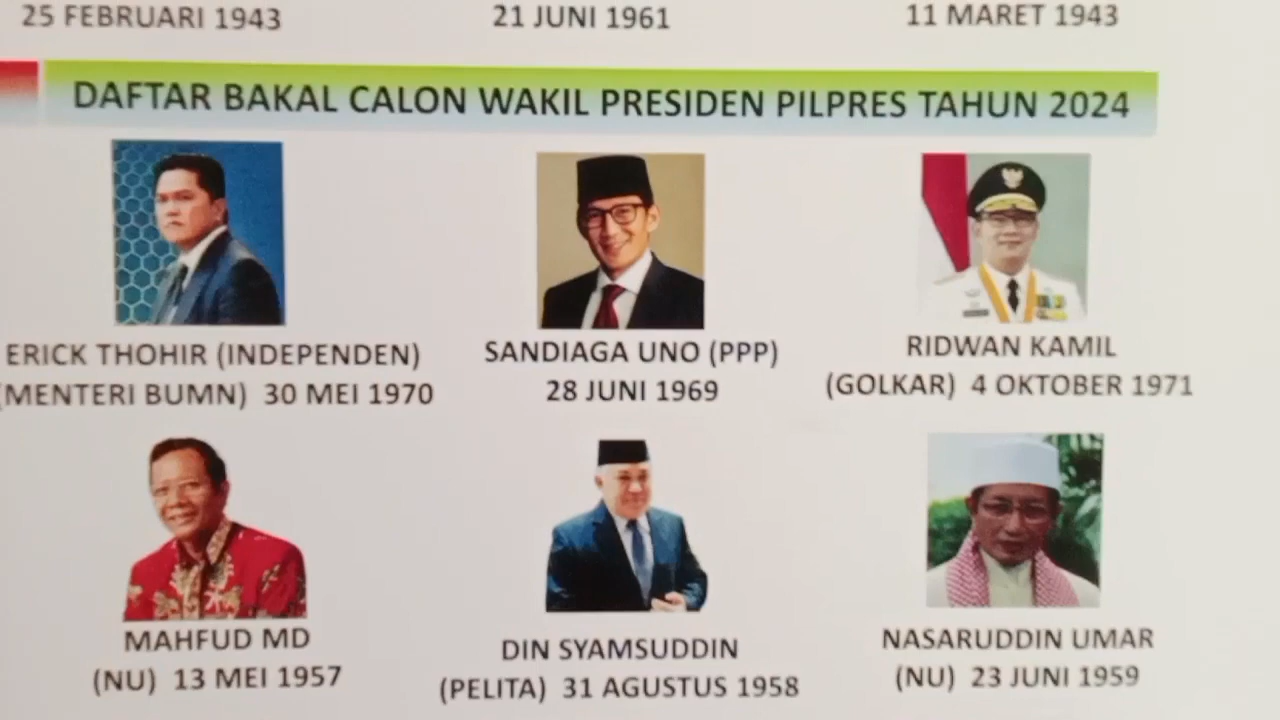 25 FEBRUARI 1943
21 JUNI 1961
11 MARET 1943
DAFTAR BAKAL CALON WAKIL PRESIDEN PILPRES TAHUN 2024
ERICK THOHIR (INDEPENDEN)
(MENTERI BUMN) 30 MEI 1970
SANDIAGA UNO (PPP)
28 JUNI 1969
RIDWAN KAMIL
(GOLKAR) 4 OKTOBER 1971
MAHFUD MD
(NU) 13 MEI 1957
DIN SYAMSUDDIN
(PELITA) 31 AGUSTUS 1958
NASARUDDIN UMAR
(NU) 23 JUNI 1959